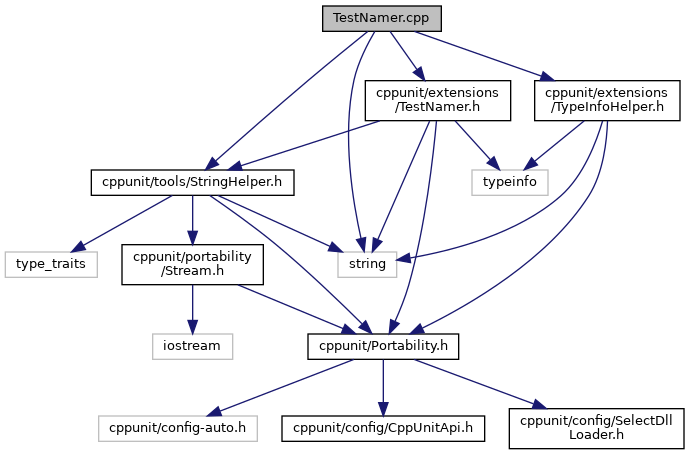 TestNamer.cpp
cppunit/extensions
/TestNamer.h
cppunit/extensions
/TypeInfoHelper.h
cppunit/tools/StringHelper.h
typeinfo
type_traits
cppunit/portability
/Stream.h
string
iostream
cppunit/Portability.h
cppunit/config-auto.h
cppunit/config/CppUnitApi.h
cppunit/config/SelectDll
Loader.h